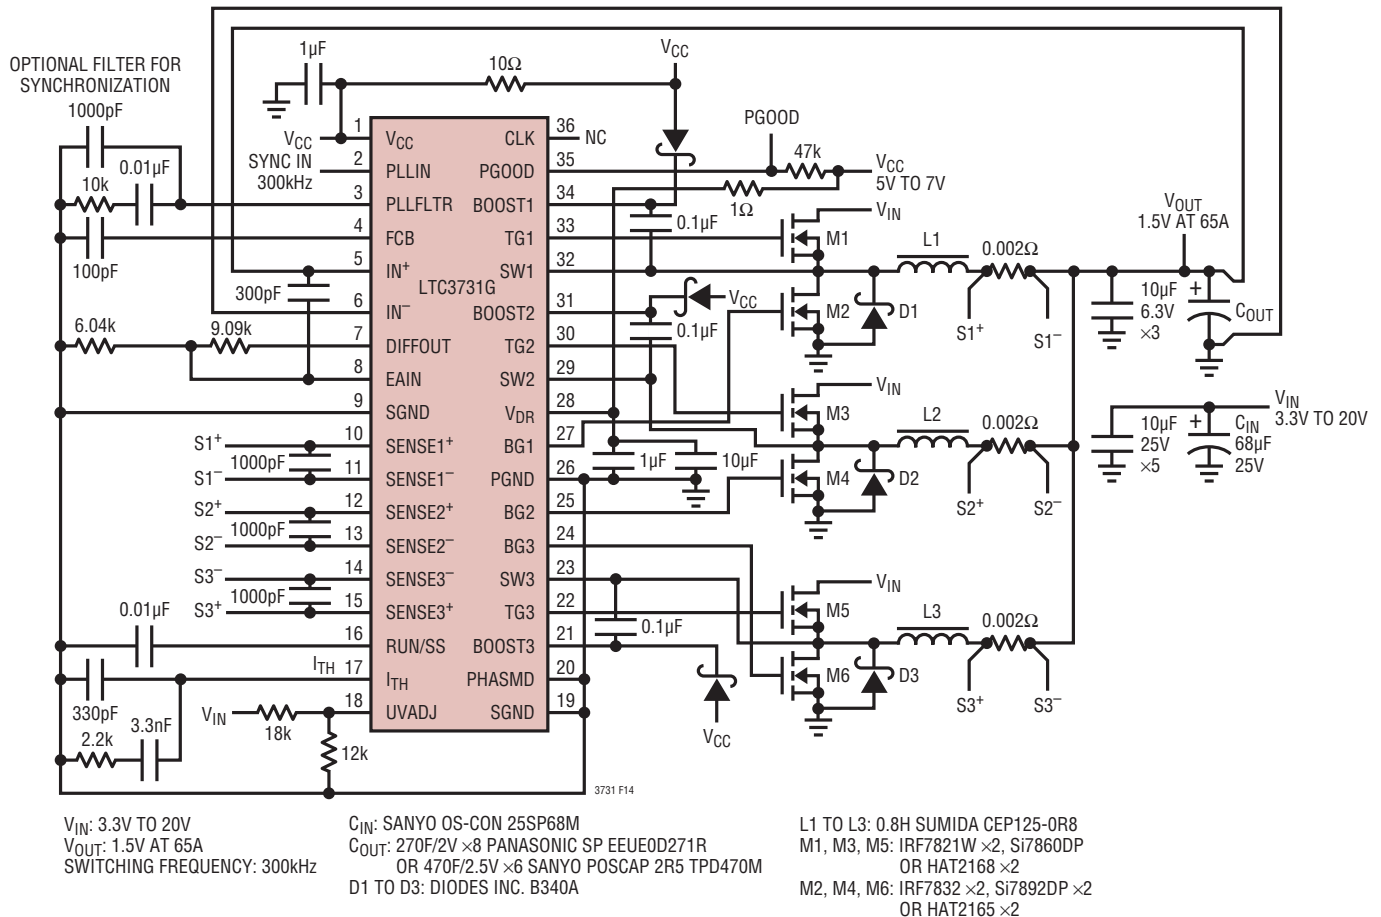 OPTIONAL FILTER FOR
SYNCHRONIZATION
1000pF
0.01µF
10k
100pF
1µF
10Ω
VCC
VCC
SYNC IN
300kHz
PGOOD
47k
VCC
5V TO 7V
1Ω
300pF
6.04k
9.09k
LTC3731G
1 VCC
2 PLLIN
3 PLLFLTR
4 FCB
5 IN+
6 IN−
7 DIFFOUT
8 EAIN
9 SGND
10 SENSE1+
11 SENSE1−
12 SENSE2+
13 SENSE2−
14 SENSE3−
15 SENSE3+
16 RUN/SS
17 ITH
18 UVADJ
CLK 36 NC
PGOOD 35
BOOST1 34
TG1 33
SW1 32
BOOST2 31
TG2 30
SW2 29
VDR 28
BG1 27
PGND 26
BG2 25
BG3 24
SW3 23
TG3 22
BOOST3 21
PHASMD 20
SGND 19
S1+
1000pF
S1−
S2+
1000pF
S2−
S3−
1000pF
S3+
0.01µF
ITH
330pF
3.3nF
2.2k
VIN
18k
12k
0.1µF
VCC
0.1µF
1µF
10µF
0.1µF
VCC
VIN
M1
M2
D1
L1
0.002Ω
S1+
S1−
VOUT
1.5V AT 65A
10µF
6.3V
×3
+
COUT
VIN
M3
M4
D2
L2
0.002Ω
S2+
S2−
VIN
3.3V TO 20V
10µF
25V
×5
+
CIN
68µF
25V
VIN
M5
M6
D3
L3
0.002Ω
S3+
S3−
3731 F14
VIN: 3.3V TO 20V
VOUT: 1.5V AT 65A
SWITCHING FREQUENCY: 300kHz
CIN: SANYO OS-CON 25SP68M
COUT: 270F/2V ×8 PANASONIC SP EEUE0D271R
OR 470F/2.5V ×6 SANYO POSCAP 2R5 TPD470M
D1 TO D3: DIODES INC. B340A
L1 TO L3: 0.8H SUMIDA CEP125-0R8
M1, M3, M5: IRF7821W ×2, Si7860DP
OR HAT2168 ×2
M2, M4, M6: IRF7832 ×2, Si7892DP ×2
OR HAT2165 ×2